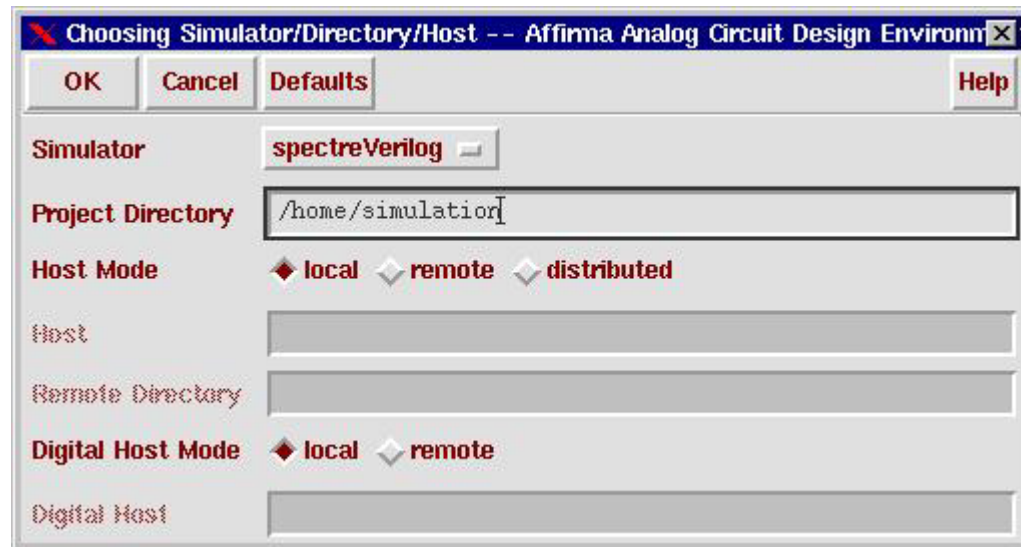 Choosing Simulator/Directory/Host -- Affirma Analog Circuit Design Environm
OK Cancel Defaults Help
Simulator spectreVerilog
Project Directory /home/simulation
Host Mode local remote distributed
Host
Remote Directory
Digital Host Mode local remote
Digital Host